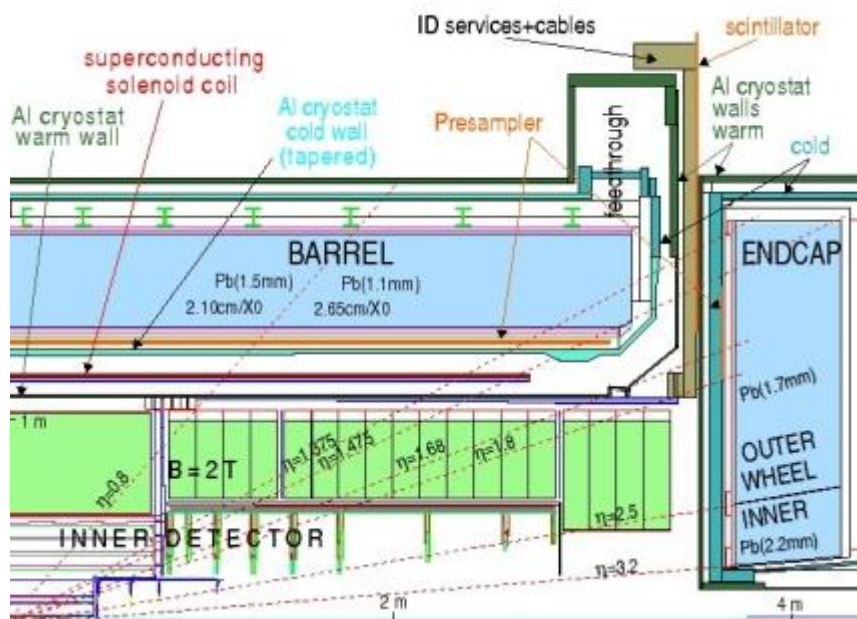 ID services+cables
scintillator
superconducting
solenoid coil
Al cryostat
warm wall
Al cryostat
cold wall
(tapered)
Presampler
feedthrough
Al cryostat
walls
warm
cold
BARREL
Pb(1.5mm)
Pb(1.1mm)
2.10cm/X0
2.65cm/X0
ENDCAP
Pb(1.7mm)
OUTER
WHEEL
INNER
Pb(2.2mm)
1 m
B=2T
η=0.8
η=1.375
η=1.475
η=1.68
η=1.8
η=2.5
η=3.2
INNER DETECTOR
2 m
4 m